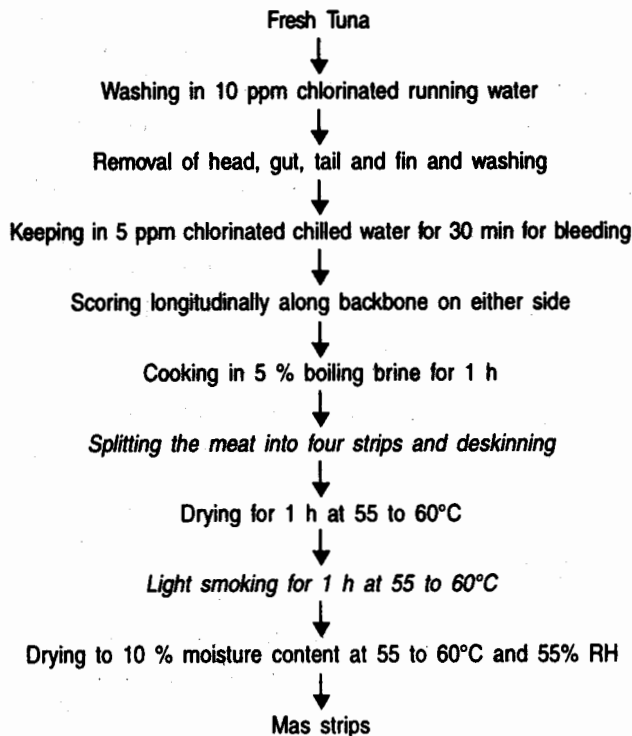 Fresh Tuna
Washing in 10 ppm chlorinated running water
Removal of head, gut, tail and fin and washing
Keeping in 5 ppm chlorinated chilled water for 30 min for bleeding
Scoring longitudinally along backbone on either side
Cooking in 5 % boiling brine for 1 h
Splitting the meat into four strips and deskinning
Drying for 1 h at 55 to 60°C
Light smoking for 1 h at 55 to 60°C
Drying to 10 % moisture content at 55 to 60°C and 55% RH
Mas strips